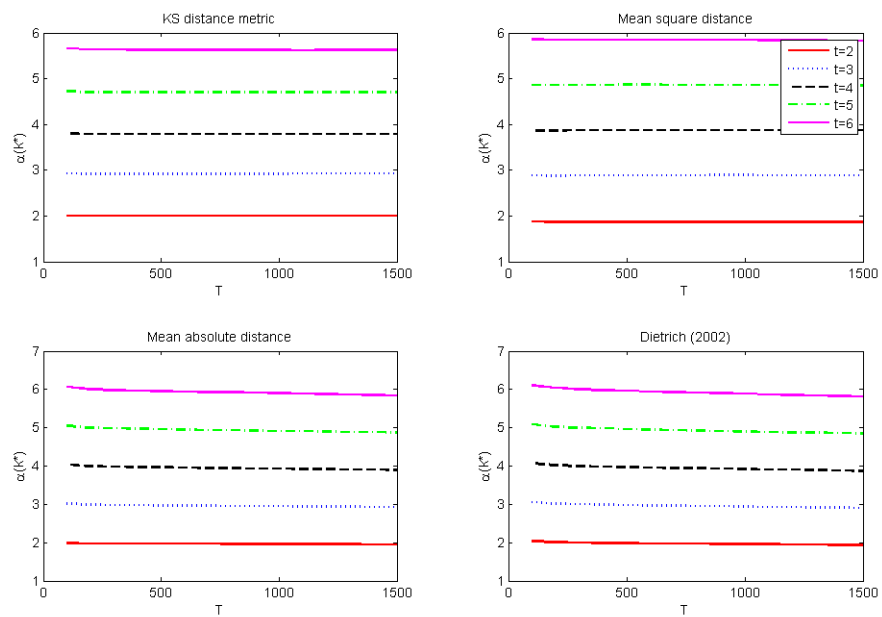 KS distance metric
6
5
4
3
2
1
α(k*)
0
500
1000
1500
T
Mean square distance
6
5
4
3
2
1
α(k*)
0
500
1000
1500
T
t=2
t=3
t=4
t=5
t=6
Mean absolute distance
7
6
5
4
3
2
1
α(k*)
0
500
1000
1500
T
Dietrich (2002)
7
6
5
4
3
2
1
α(k*)
0
500
1000
1500
T